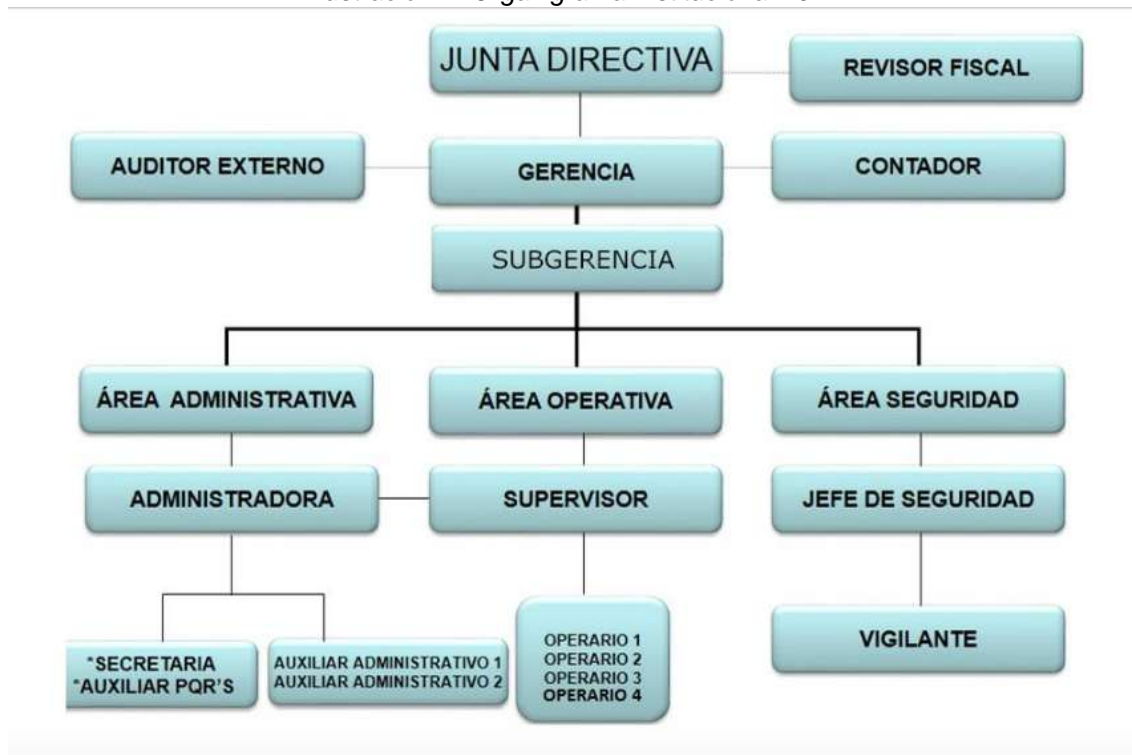 JUNTA DIRECTIVA
REVISOR FISCAL
AUDITOR EXTERNO
GERENCIA
CONTADOR
SUBGERENCIA
ÁREA ADMINISTRATIVA
ÁREA OPERATIVA
ÁREA SEGURIDAD
ADMINISTRADORA
SUPERVISOR
JEFE DE SEGURIDAD
*SECRETARIA
*AUXILIAR PQR'S
AUXILIAR ADMINISTRATIVO 1
AUXILIAR ADMINISTRATIVO 2
OPERARIO 1
OPERARIO 2
OPERARIO 3
OPERARIO 4
VIGILANTE